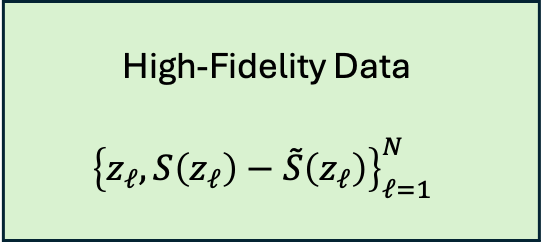 High-Fidelity Data
{z_ℓ, S(z_ℓ) − S̃(z_ℓ)}_{ℓ=1}^N